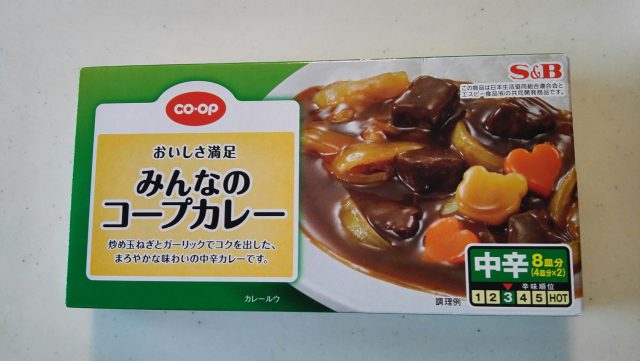 S&B
この商品は日本生活協同組合連合会と
エスビー食品㈱の共同開発商品です。
CO・OP
おいしさ満足
みんなの
コープカレー
炒め玉ねぎとガーリックでコクを出した、
まろやかな味わいの中辛カレーです。
カレールウ
調理例
中辛 8皿分
(4皿分×2)
辛味順位
1 2 3 4 5 HOT